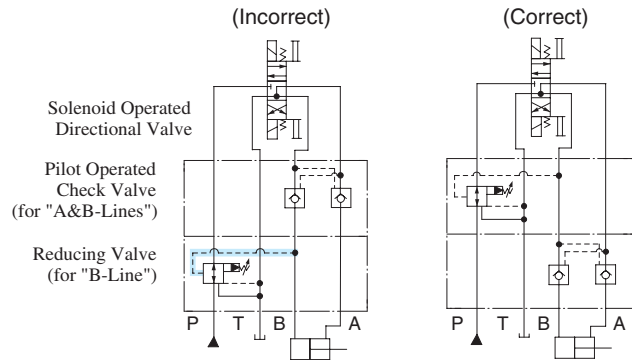 (Incorrect)
(Correct)
Solenoid Operated
Directional Valve
Pilot Operated
Check Valve
(for "A&B-Lines")
Reducing Valve
(for "B-Line")
P T B A
P T B A